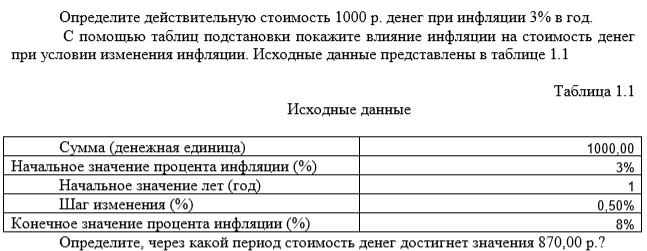 Определите действительную стоимость 1000 р. денег при инфляции 3% в год.
С помощью таблиц подстановки покажите влияние инфляции на стоимость денег
при условии изменения инфляции. Исходные данные представлены в таблице 1.1
Таблица 1.1
Исходные данные
Сумма (денежная единица) 1000,00
Начальное значение процента инфляции (%) 3%
Начальное значение лет (год) 1
Шаг изменения (%) 0,50%
Конечное значение процента инфляции (%) 8%
Определите, через какой период стоимость денег достигнет значения 870,00 р.?